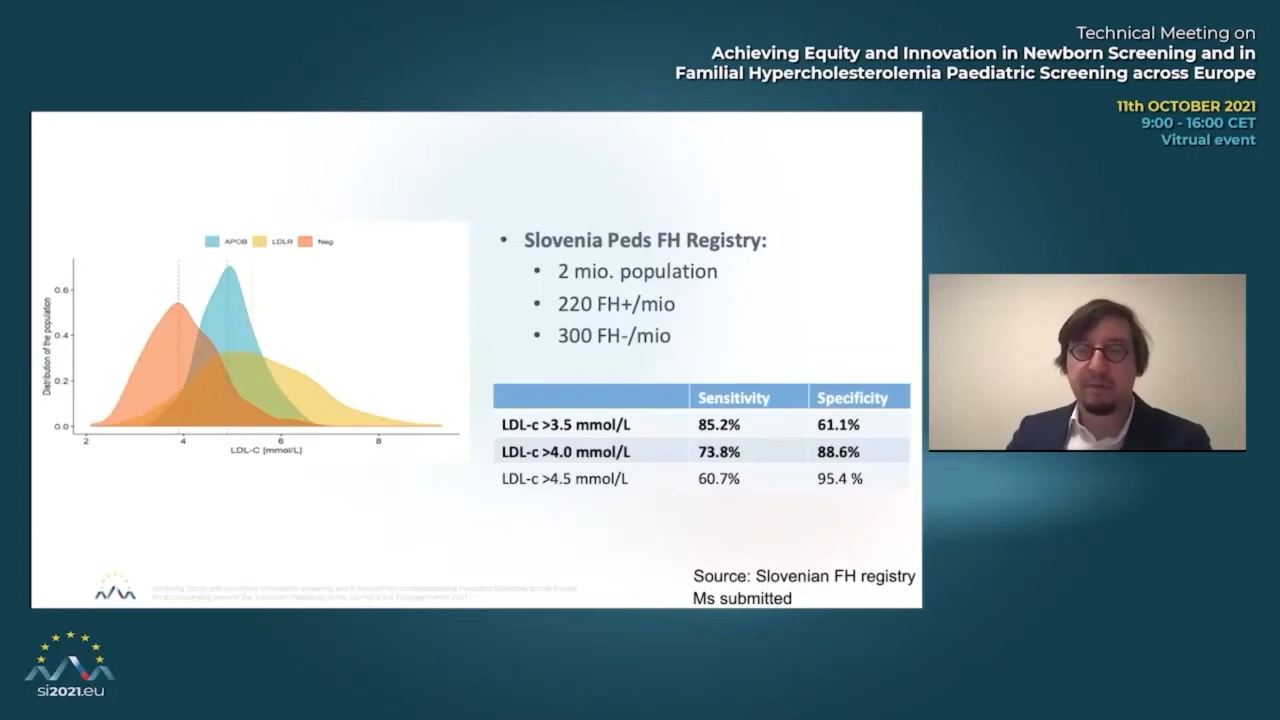 Technical Meeting on
Achieving Equity and Innovation in Newborn Screening and in
Familial Hypercholesterolemia Paediatric Screening across Europe
11th OCTOBER 2021
9:00 - 16:00 CET
Vitrual event
APOB LDLR Neg
Distribution of the population
0.6
0.4
0.2
0.0
2 4 6 8
LDL-C [mmol/L]
• Slovenia Peds FH Registry:
• 2 mio. population
• 220 FH+/mio
• 300 FH-/mio
Sensitivity Specificity
LDL-c >3.5 mmol/L 85.2% 61.1%
LDL-c >4.0 mmol/L 73.8% 88.6%
LDL-c >4.5 mmol/L 60.7% 95.4 %
Source: Slovenian FH registry
Ms submitted
si2021.eu